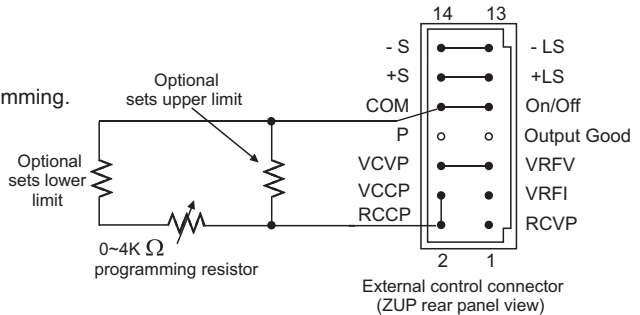 14 13
- S - LS
+S +LS
mming.
Optional
sets upper limit
COM On/Off
P Output Good
Optional
sets lower
limit
VCVP VRFV
VCCP VRFI
RCCP RCVP
0~4K Ω
programming resistor
2 1
External control connector
(ZUP rear panel view)